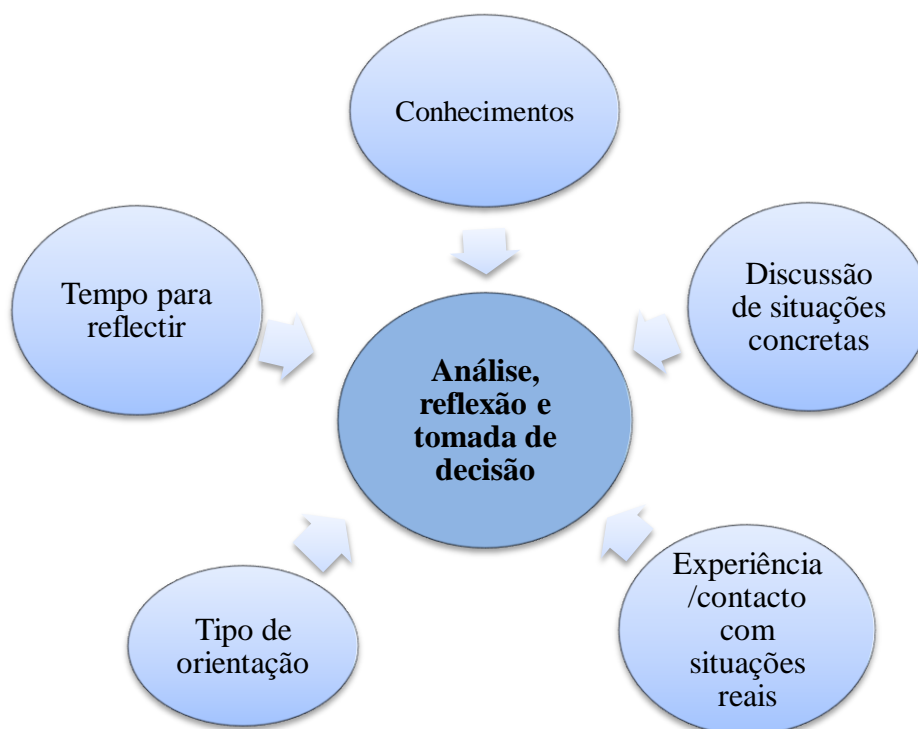 Conhecimentos
Tempo para
reflectir
Discussão
de situações
concretas
Análise,
reflexão e
tomada de
decisão
Tipo de
orientação
Experiência
/contacto
com
situações
reais